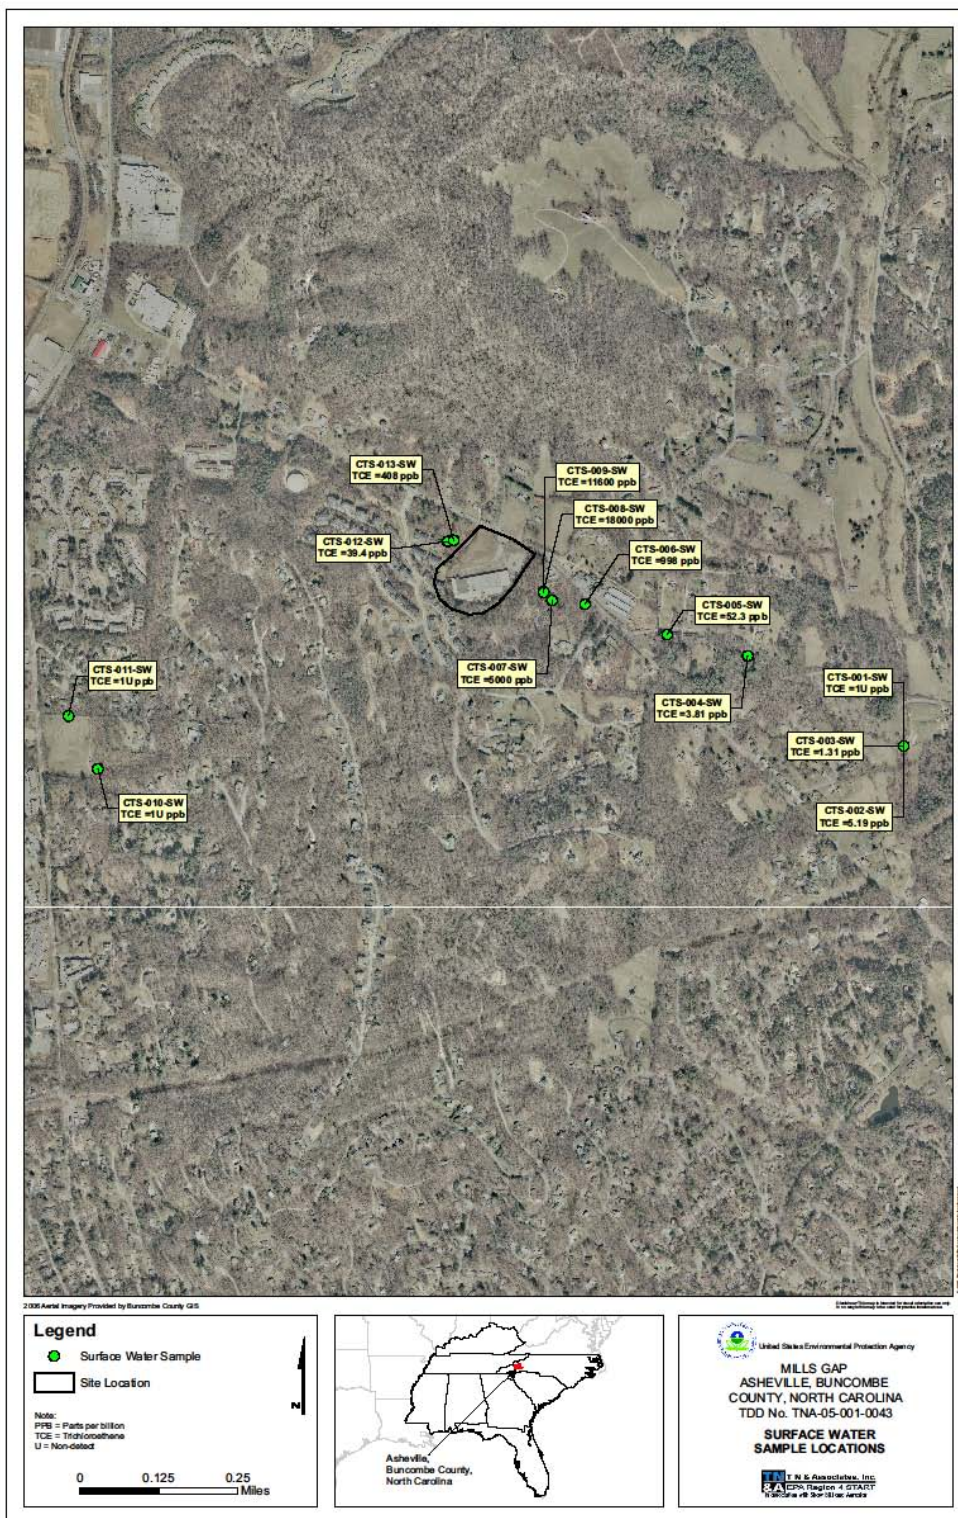 CTS-013-SW
TCE =408 ppb
CTS-009-SW
TCE =11600 ppb
CTS-008-SW
TCE =18000 ppb
CTS-012-SW
TCE =39.4 ppb
CTS-006-SW
TCE =998 ppb
CTS-005-SW
TCE =52.3 ppb
CTS-007-SW
TCE =5000 ppb
CTS-011-SW
TCE =1U ppb
CTS-001-SW
TCE =1U ppb
CTS-004-SW
TCE =3.81 ppb
CTS-003-SW
TCE =1.31 ppb
CTS-010-SW
TCE =1U ppb
CTS-002-SW
TCE =5.19 ppb
2006 Aerial Imagery Provided by Buncombe County GIS
Legend
Surface Water Sample
Site Location
Note:
PPB = Parts per billion
TCE = Trichloroethene
U = Non-detect
N
0 0.125 0.25
Miles
Asheville,
Buncombe County,
North Carolina
United States Environmental Protection Agency
MILLS GAP
ASHEVILLE, BUNCOMBE
COUNTY, NORTH CAROLINA
TDD No. TNA-05-001-0043
SURFACE WATER
SAMPLE LOCATIONS
TN
&A
T N & Associates, Inc.
EPA Region 4 START